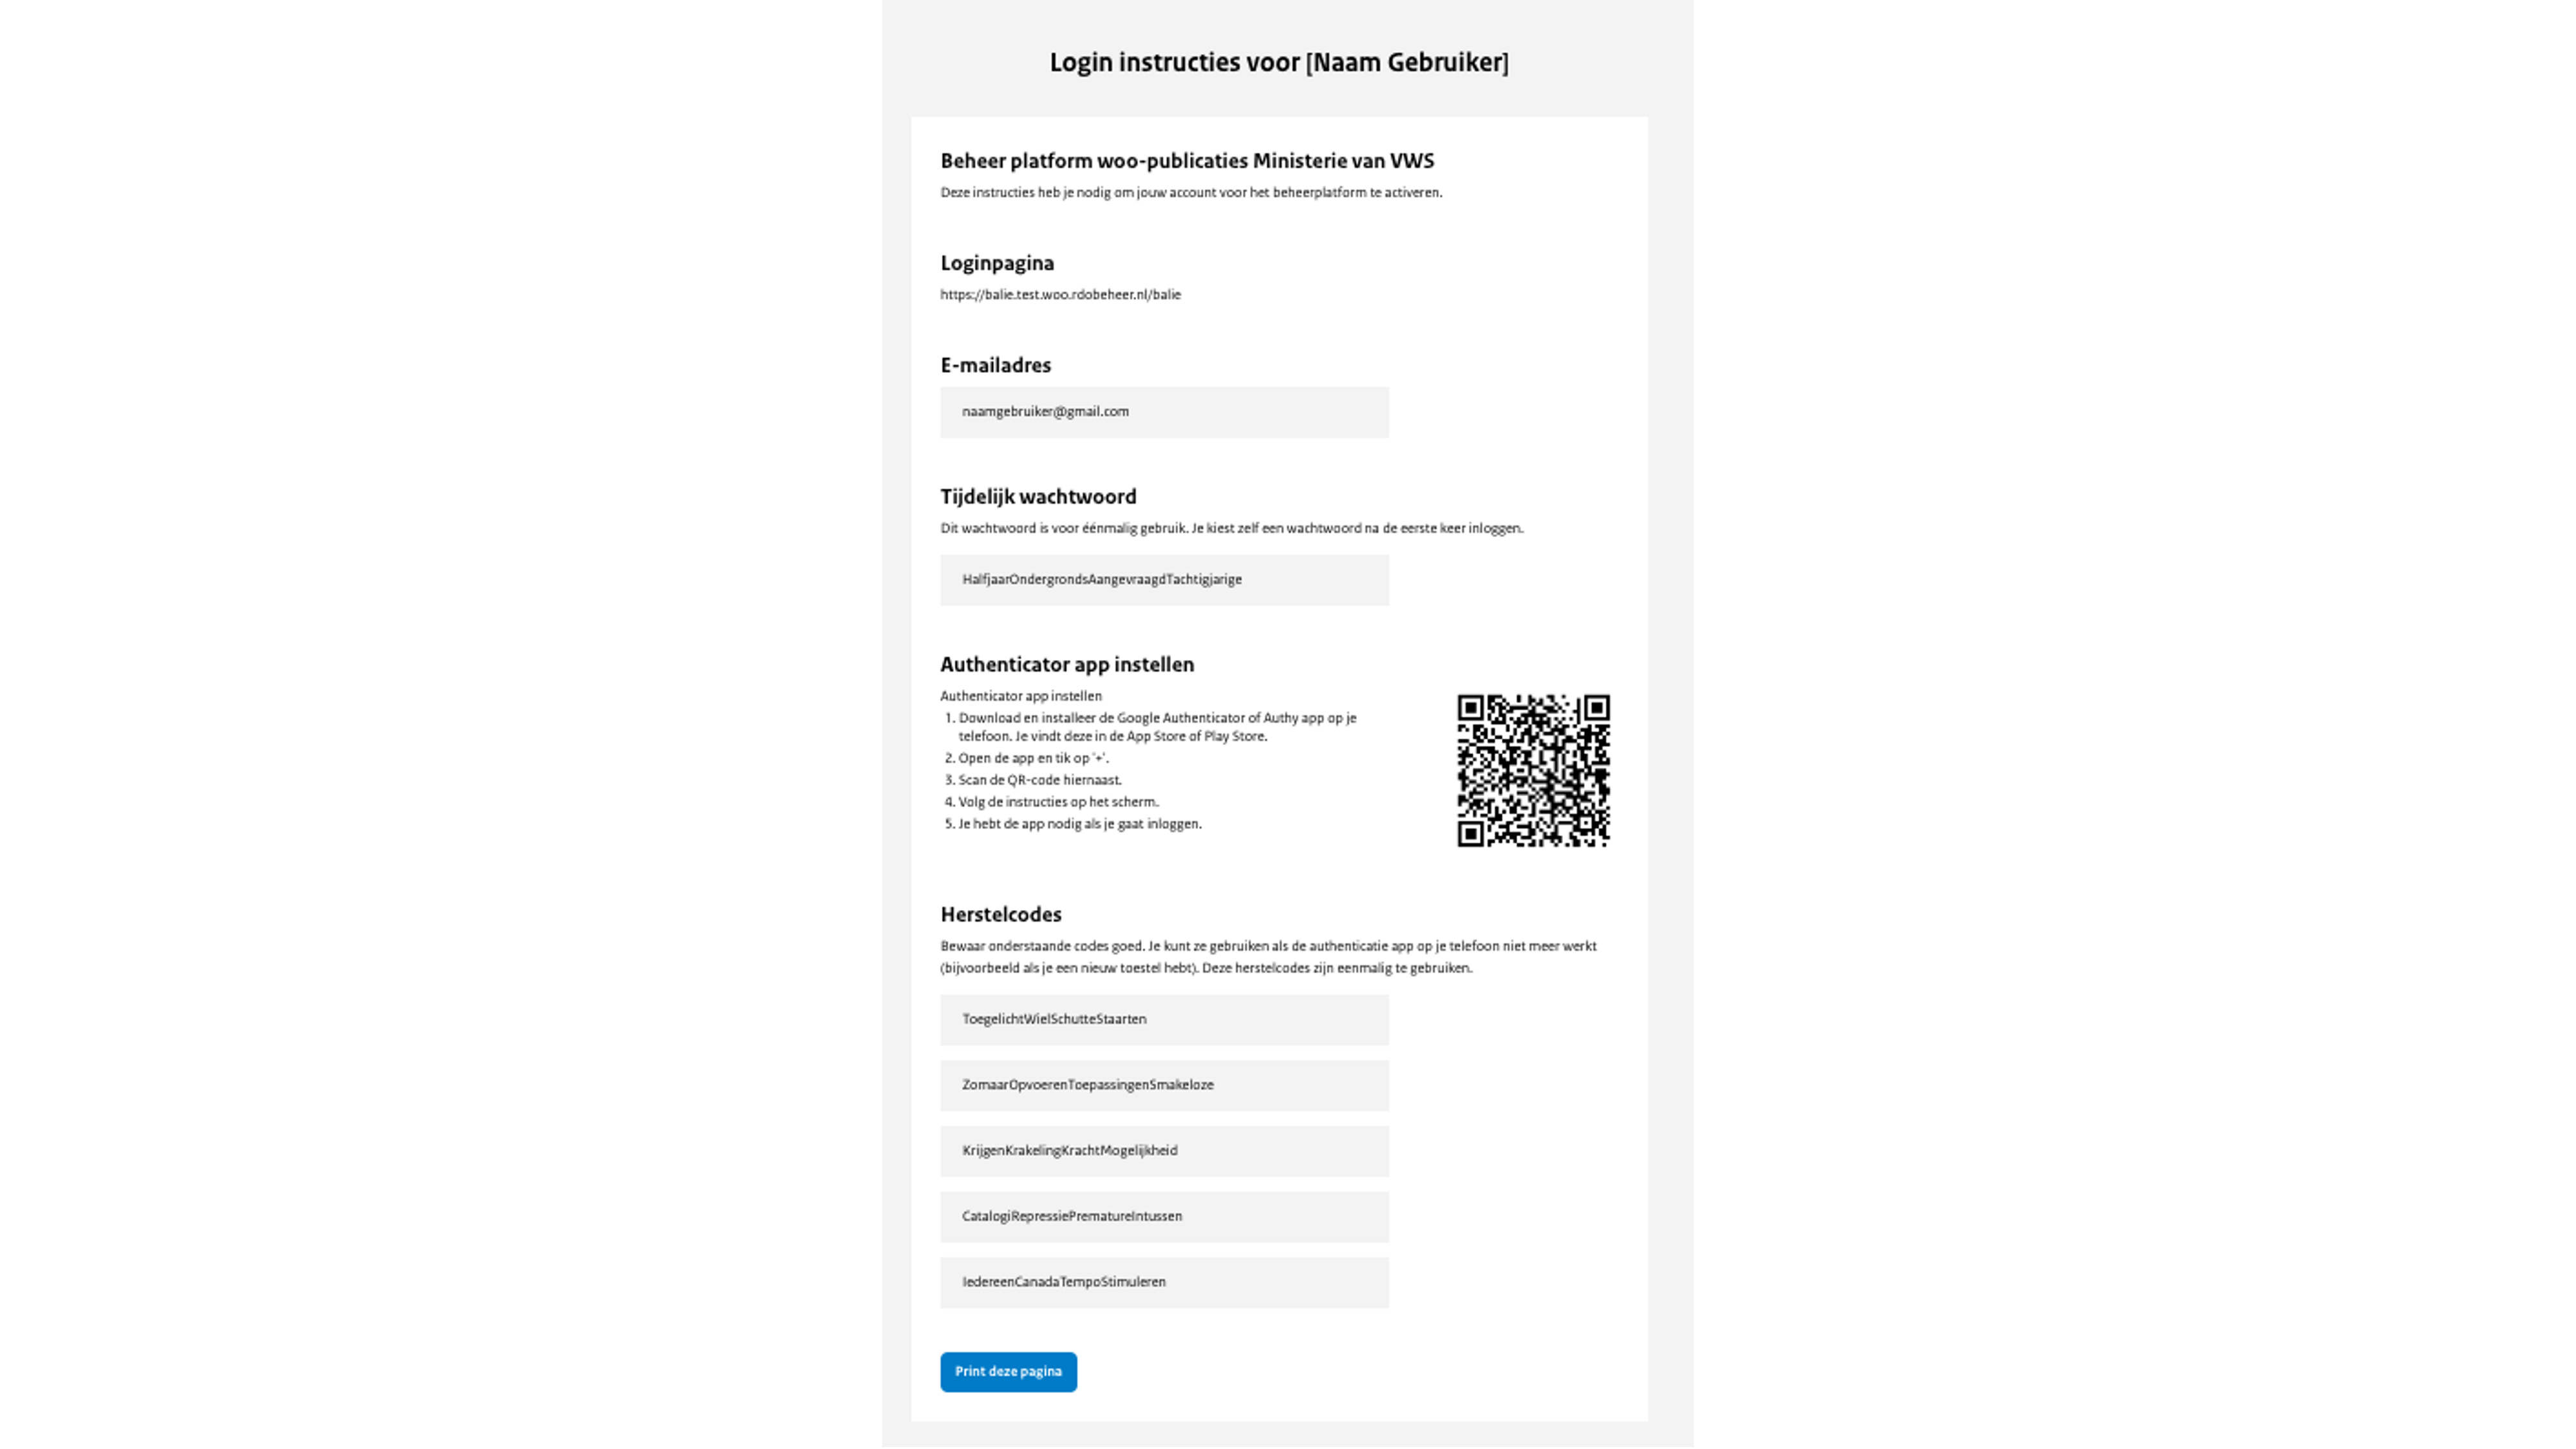 Login instructies voor [Naam Gebruiker]
Beheer platform woo-publicaties Ministerie van VWS
Deze instructies heb je nodig om jouw account voor het beheerplatform te activeren.
Loginpagina
https://balie.test.woo.rdobeheer.nl/balie
E-mailadres
naamgebruiker@gmail.com
Tijdelijk wachtwoord
Dit wachtwoord is voor éénmalig gebruik. Je kiest zelf een wachtwoord na de eerste keer inloggen.
HalfjaarOndergrondsAangevraagdTachtigjarige
Authenticator app instellen
Authenticator app instellen
1. Download en installeer de Google Authenticator of Authy app op je
telefoon. Je vindt deze in de App Store of Play Store.
2. Open de app en tik op '+'.
3. Scan de QR-code hiernaast.
4. Volg de instructies op het scherm.
5. Je hebt de app nodig als je gaat inloggen.
Herstelcodes
Bewaar onderstaande codes goed. Je kunt ze gebruiken als de authenticatie app op je telefoon niet meer werkt
(bijvoorbeeld als je een nieuw toestel hebt). Deze herstelcodes zijn eenmalig te gebruiken.
ToegelichtWielSchutteStaarten
ZomaarOpvoerenToepassingenSmakeloze
KrijgenKrakelingKrachtMogelijkheid
CatalogiRepressiePrematureIntussen
IedereenCanadaTempoStimuleren
Print deze pagina